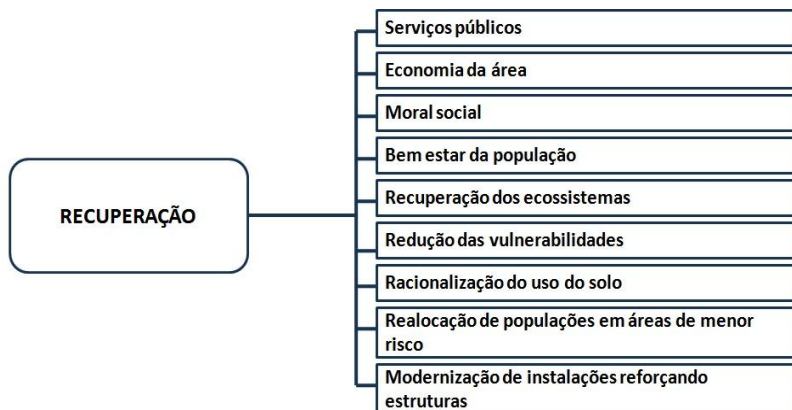 RECUPERAÇÃO
Serviços públicos
Economia da área
Moral social
Bem estar da população
Recuperação dos ecossistemas
Redução das vulnerabilidades
Racionalização do uso do solo
Realocação de populações em áreas de menor
risco
Modernização de instalações reforçando
estruturas